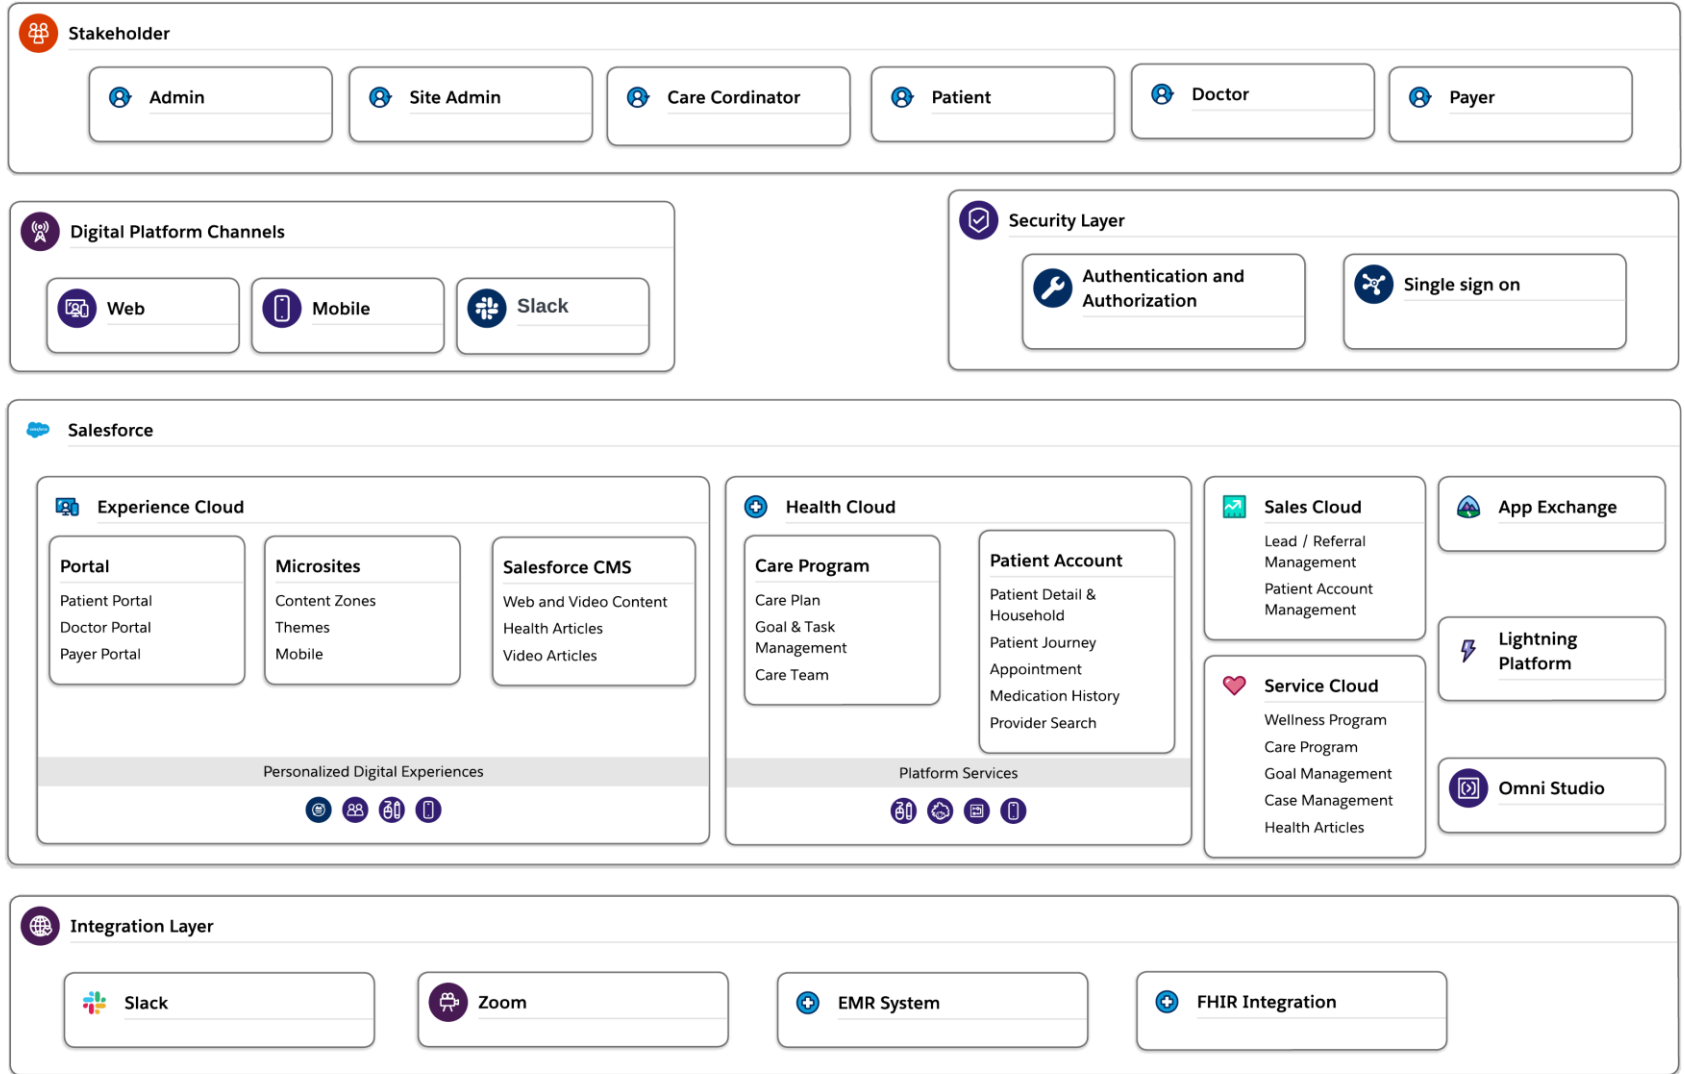 Stakeholder
Admin
Site Admin
Care Cordinator
Patient
Doctor
Payer
Digital Platform Channels
Web
Mobile
Slack
Security Layer
Authentication and
Authorization
Single sign on
Salesforce
Experience Cloud
Portal
Patient Portal
Doctor Portal
Payer Portal
Microsites
Content Zones
Themes
Mobile
Salesforce CMS
Web and Video Content
Health Articles
Video Articles
Personalized Digital Experiences
Health Cloud
Care Program
Care Plan
Goal & Task
Management
Care Team
Patient Account
Patient Detail &
Household
Patient Journey
Appointment
Medication History
Provider Search
Platform Services
Sales Cloud
Lead / Referral
Management
Patient Account
Management
Service Cloud
Wellness Program
Care Program
Goal Management
Case Management
Health Articles
App Exchange
Lightning
Platform
Omni Studio
Integration Layer
Slack
Zoom
EMR System
FHIR Integration